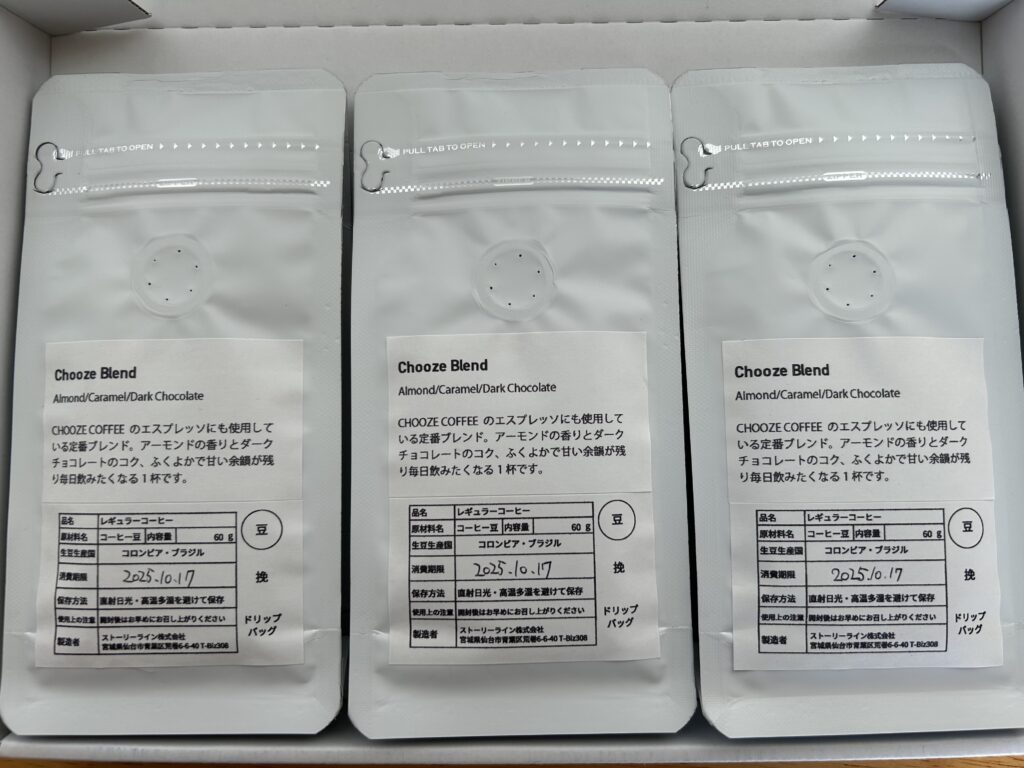 PULL TAB TO OPEN
Chooze Blend
Almond/Caramel/Dark Chocolate
CHOOZE COFFEE のエスプレッソにも使用して
いる定番ブレンド。アーモンドの香りとダーク
チョコレートのコク、ふくよかで甘い余韻が残
り毎日飲みたくなる1杯です。
品名 レギュラーコーヒー
原材料名 コーヒー豆 内容量 60 g
生豆生産国 コロンビア・ブラジル
消費期限 2025.10.17
保存方法 直射日光・高温多湿を避けて保存
使用上の注意 開封後はお早めにお召し上がりください
製造者 ストーリーライン株式会社
宮城県仙台市青葉区荒巻6-6-40 T-Biz308
豆
挽
ドリップ
バッグ
PULL TAB TO OPEN
ZIPPER
Chooze Blend
Almond/Caramel/Dark Chocolate
CHOOZE COFFEE のエスプレッソにも使用して
いる定番ブレンド。アーモンドの香りとダーク
チョコレートのコク、ふくよかで甘い余韻が残
り毎日飲みたくなる1杯です。
品名 レギュラーコーヒー
原材料名 コーヒー豆 内容量 60 g
生豆生産国 コロンビア・ブラジル
消費期限 2025.10.17
保存方法 直射日光・高温多湿を避けて保存
使用上の注意 開封後はお早めにお召し上がりください
製造者 ストーリーライン株式会社
宮城県仙台市青葉区荒巻6-6-40 T-Biz308
豆
挽
ドリップ
バッグ
PULL TAB TO OPEN
ZIPPER
Chooze Blend
Almond/Caramel/Dark Chocolate
CHOOZE COFFEE のエスプレッソにも使用して
いる定番ブレンド。アーモンドの香りとダーク
チョコレートのコク、ふくよかで甘い余韻が残
り毎日飲みたくなる1杯です。
品名 レギュラーコーヒー
原材料名 コーヒー豆 内容量 60 g
生豆生産国 コロンビア・ブラジル
消費期限 2025.10.17
保存方法 直射日光・高温多湿を避けて保存
使用上の注意 開封後はお早めにお召し上がりください
製造者 ストーリーライン株式会社
宮城県仙台市青葉区荒巻6-6-40 T-Biz308
豆
挽
ドリップ
バッグ